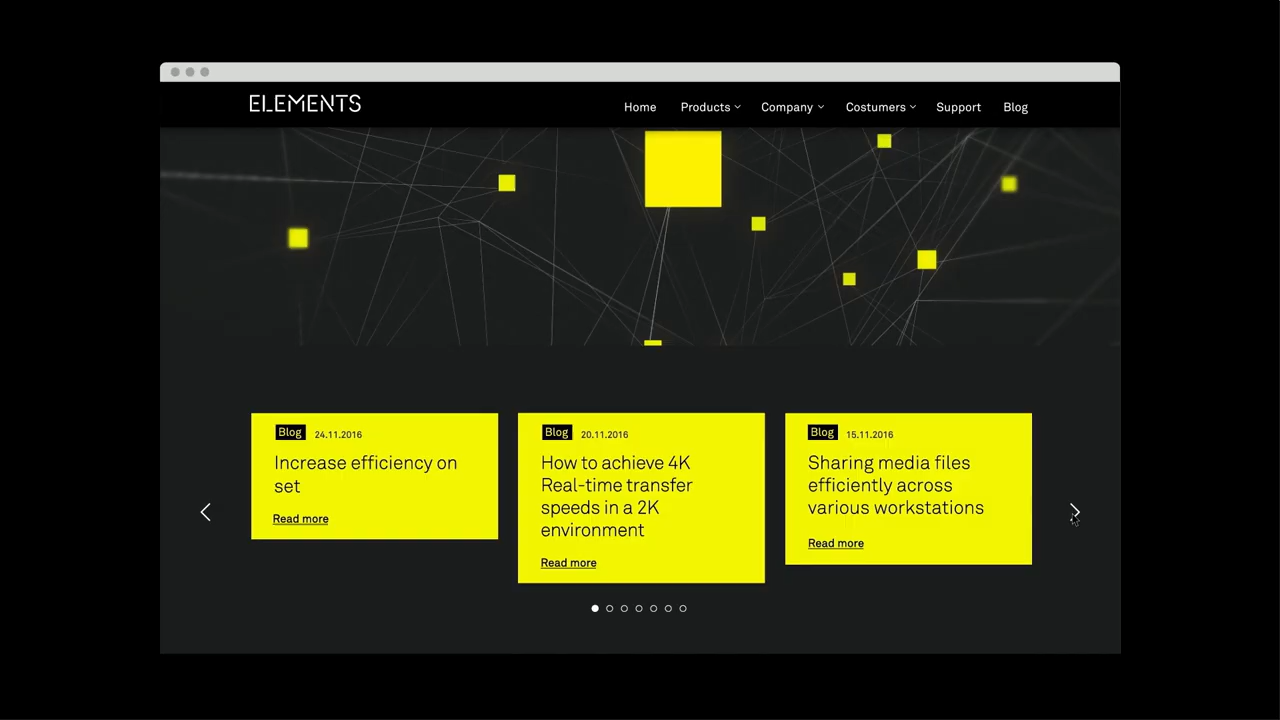 ELEMENTS
Home Products Company Costumers Support Blog
Blog 24.11.2016
Increase efficiency on
set
Read more
Blog 20.11.2016
How to achieve 4K
Real-time transfer
speeds in a 2K
environment
Read more
Blog 15.11.2016
Sharing media files
efficiently across
various workstations
Read more